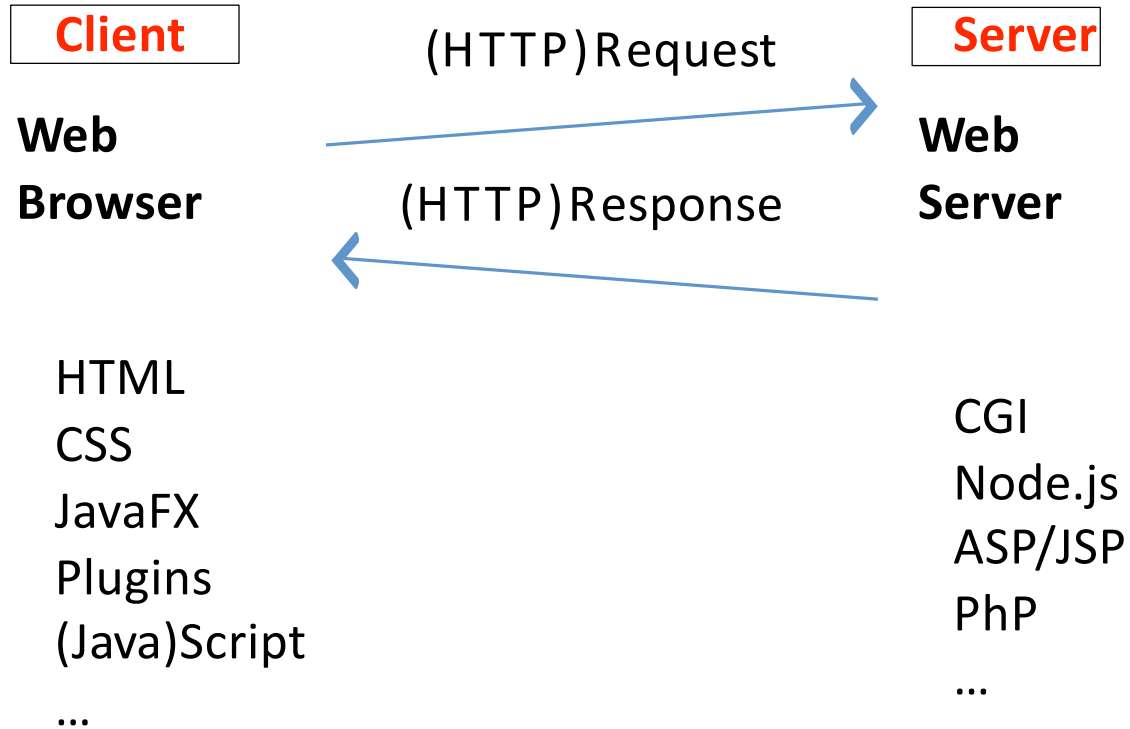 Client
(HTTP)Request
Server
Web
Browser
(HTTP)Response
Web
Server
HTML
CSS
JavaFX
Plugins
(Java)Script
...
CGI
Node.js
ASP/JSP
PhP
...